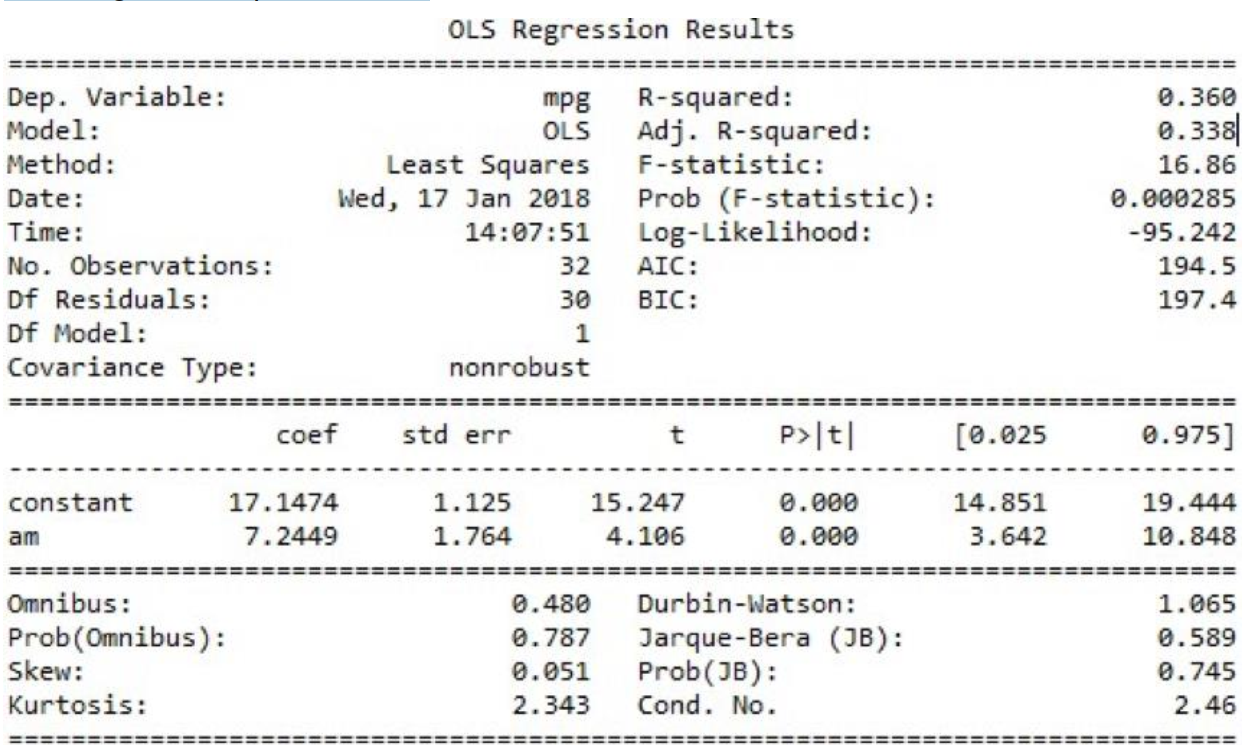 OLS Regression Results
==============================================================================
Dep. Variable: mpg R-squared: 0.360
Model: OLS Adj. R-squared: 0.338
Method: Least Squares F-statistic: 16.86
Date: Wed, 17 Jan 2018 Prob (F-statistic): 0.000285
Time: 14:07:51 Log-Likelihood: -95.242
No. Observations: 32 AIC: 194.5
Df Residuals: 30 BIC: 197.4
Df Model: 1
Covariance Type: nonrobust
==============================================================================
coef std err t P>|t| [0.025 0.975]
------------------------------------------------------------------------------
constant 17.1474 1.125 15.247 0.000 14.851 19.444
am 7.2449 1.764 4.106 0.000 3.642 10.848
==============================================================================
Omnibus: 0.480 Durbin-Watson: 1.065
Prob(Omnibus): 0.787 Jarque-Bera (JB): 0.589
Skew: 0.051 Prob(JB): 0.745
Kurtosis: 2.343 Cond. No. 2.46
==============================================================================